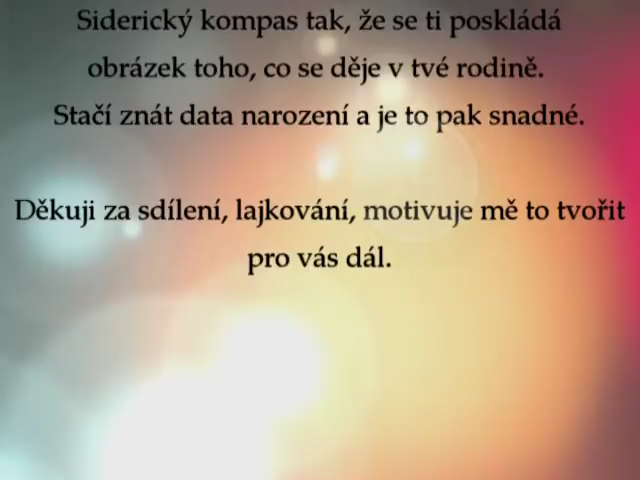 Siderický kompas tak, že se ti poskládá
obrázek toho, co se děje v tvé rodině.
Stačí znát data narození a je to pak snadné.
Děkuji za sdílení, lajkování, motivuje mě to tvořit
pro vás dál.